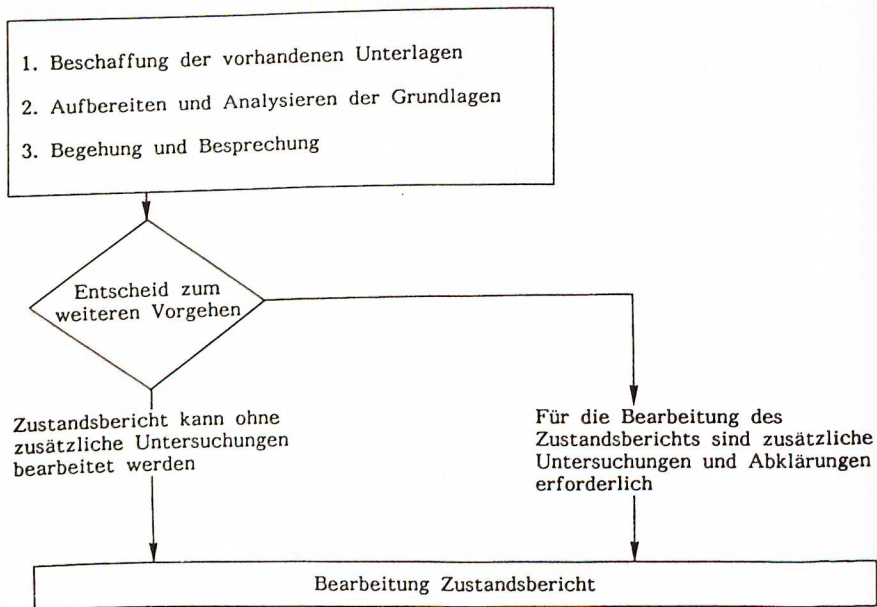 1. Beschaffung der vorhandenen Unterlagen
2. Aufbereiten und Analysieren der Grundlagen
3. Begehung und Besprechung
Entscheid zum
weiteren Vorgehen
Zustandsbericht kann ohne
zusätzliche Untersuchungen
bearbeitet werden
Für die Bearbeitung des
Zustandsberichts sind zusätzliche
Untersuchungen und Abklärungen
erforderlich
Bearbeitung Zustandsbericht